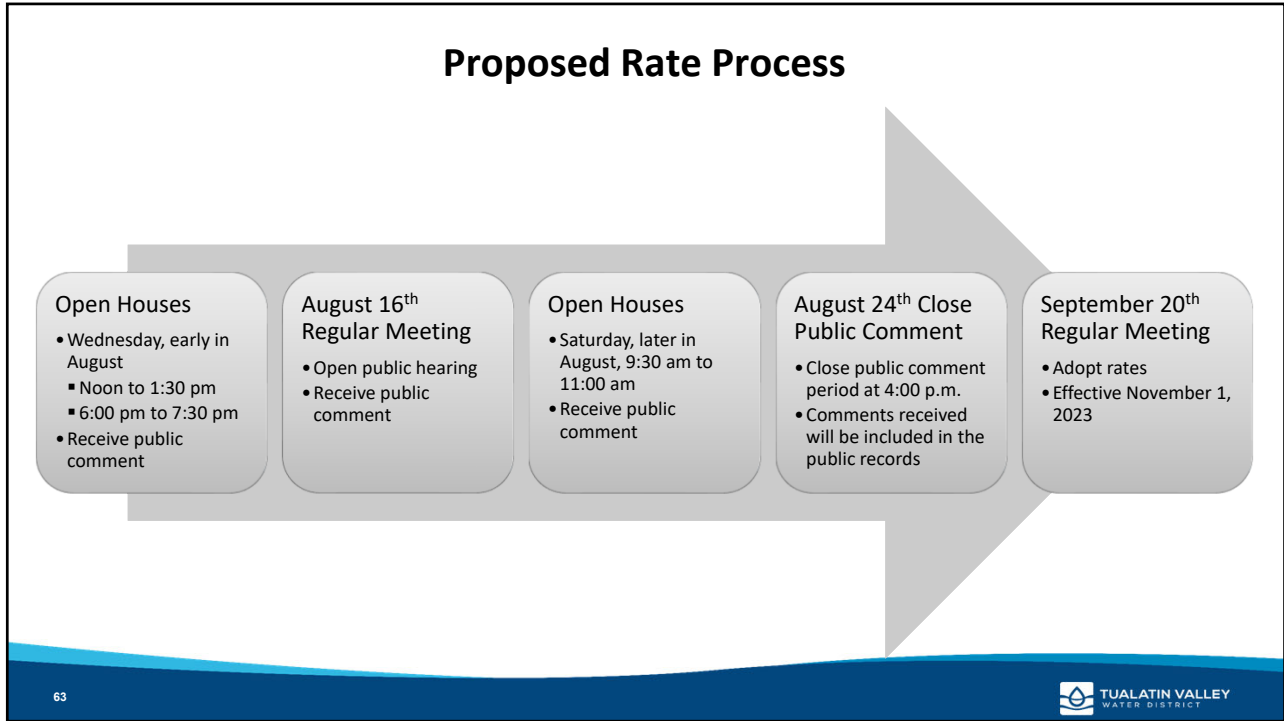 Proposed Rate Process
Open Houses
•Wednesday, early in
August
▪Noon to 1:30 pm
▪6:00 pm to 7:30 pm
•Receive public
comment
August 16th
Regular Meeting
•Open public hearing
•Receive public
comment
Open Houses
•Saturday, later in
August, 9:30 am to
11:00 am
•Receive public
comment
August 24th Close
Public Comment
•Close public comment
period at 4:00 p.m.
•Comments received
will be included in the
public records
September 20th
Regular Meeting
•Adopt rates
•Effective November 1,
2023
63
TUALATIN VALLEY
WATER DISTRICT